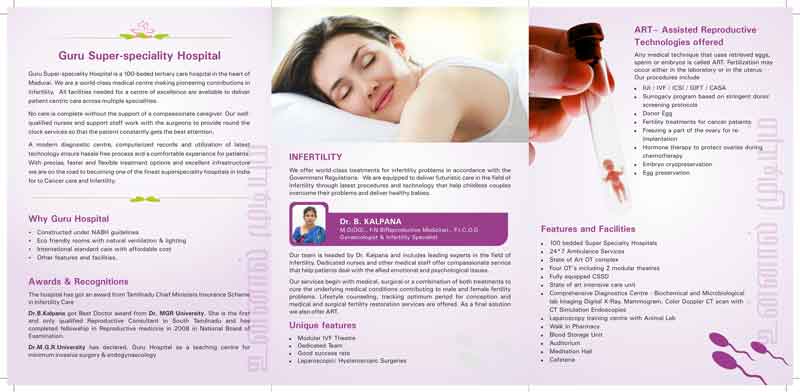 Guru Super-speciality Hospital
Guru Super-speciality Hospital is a 100-bedded tertiary care hospital in the heart of
Madurai. We are a world-class medical centre making pioneering contributions in
Infertility. All facilities needed for a centre of excellence are available to deliver
patient centric care across multiple specialities.
No care is complete without the support of a compassionate caregiver. Our well-
qualified nurses and support staff work with the surgeons to provide round the
clock services so that the patient constantly gets the best attention.
A modern diagnostic centre, computerized records and utilization of latest
technology ensure hassle free process and a comfortable experience for patients.
With precise, faster and flexible treatment options and excellent infrastructure
we are on the road to becoming one of the finest superspeciality hospitals in India
for to Cancer care and Infertility.
Why Guru Hospital
• Constructed under NABH guidelines
• Eco friendly rooms with natural ventilation & lighting
• International standard care with affordable cost
• Other features and facilities.
Awards & Recognitions
The hospital has got an award from Tamilnadu Chief Ministers Insurance Scheme
in Infertility Care
Dr.B.Kalpana got Best Doctor award from Dr. MGR University. She is the first
and only qualified Reproductive Consultant in South Tamilnadu and has
completed fellowship in Reproductive medicine in 2008 in National Board of
Examination.
Dr.M.G.R.University has declared, Guru Hospital as a teaching centre for
minimum invasive surgery & endogynaecology
INFERTILITY
We offer world-class treatments for infertility problems in accordance with the
Government Regulations. We are equipped to deliver futuristic care in the field of
infertility through latest procedures and technology that help childless couples
overcome their problems and deliver healthy babies.
Dr. B. KALPANA
Gynaecologist & Infertility Specialist
Our team is headed by Dr. Kalpana and includes leading experts in the field of
Infertility. Dedicated nurses and other medical staff offer compassionate service
that help patients deal with the allied emotional and psychological issues.
Our services begin with medical, surgical or a combination of both treatments to
cure the underlying medical conditions contributing to male and female fertility
problems. Lifestyle counseling, tracking optimum period for conception and
medical and surgical fertility restoration services are offered. As a final solution
we also offer ART.
Unique features
• Modular IVF Theatre
• Dedicated Team
• Good success rate
• Laparoscopic/ Hysteroscopic Surgeries
ART– Assisted Reproductive
Technologies offered
Any medical technique that uses retrieved eggs,
sperm or embryos is called ART. Fertilization may
occur either in the laboratory or in the uterus
Our procedures include
• IUI / IVF / ICSI / GIFT / CASA
• Surrogacy program based on stringent donor
screening protocols
• Donor Egg
• Fertility treatments for cancer patients
• Freezing a part of the ovary for re-
implantation
• Hormone therapy to protect ovaries during
chemotherapy
• Embryo cryopreservation
• Egg preservation
Features and Facilities
• 100 bedded Super Specialty Hospitals
• 24*7 Ambulance Services
• State of Art OT complex
• Four OT's including 2 modular theatres
• Fully equipped CSSD
• State of art intensive care unit
• Comprehensive Diagnostics Centre - Biochemical and Microbiological
lab Imaging Digital X-Ray, Mammogram, Color Doppler CT scan with
CT Simulation Endoscopies
• Laparoscopy training centre with Animal Lab
• Walk in Pharmacy
• Blood Storage Unit
• Auditorium
• Meditation Hall
• Cafeteria